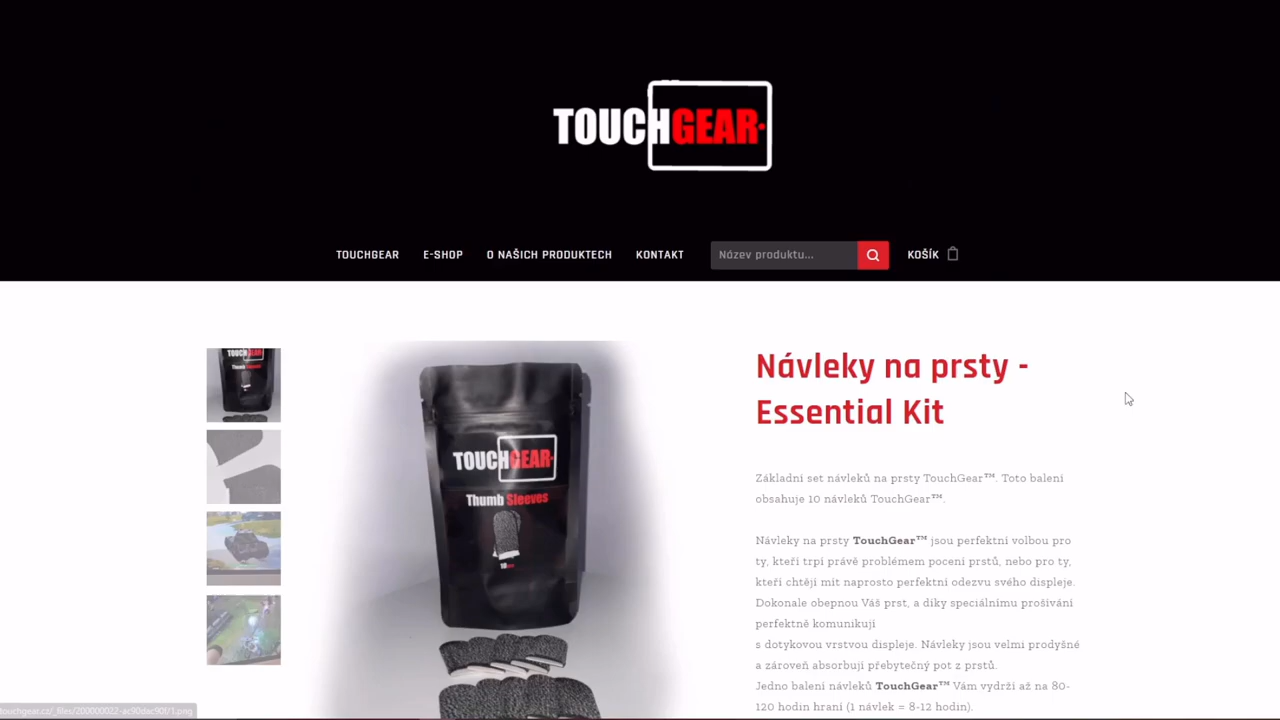 TOUCHGEAR
TOUCHGEAR E-SHOP O NAŠICH PRODUKTECH KONTAKT Název produktu... KOŠÍK
TOUCHGEAR
Thumb Sleeves
TOUCHGEAR
Thumb Sleeves
Návleky na prsty -
Essential Kit
Základní set návleků na prsty TouchGear™. Toto balení
obsahuje 10 návleků TouchGear™.
Návleky na prsty TouchGear™ jsou perfektní volbou pro
ty, kteří trpí právě problémem pocení prstů, nebo pro ty,
kteří chtějí mít naprosto perfektní odezvu svého displeje.
Dokonale obepnou Váš prst, a díky speciálnímu prošívání
perfektně komunikují
s dotykovou vrstvou displeje. Návleky jsou velmi prodyšné
a zároveň absorbují přebytečný pot z prstů.
Jedno balení návleků TouchGear™ Vám vydrží až na 80-
120 hodin hraní (1 návlek = 8-12 hodin).